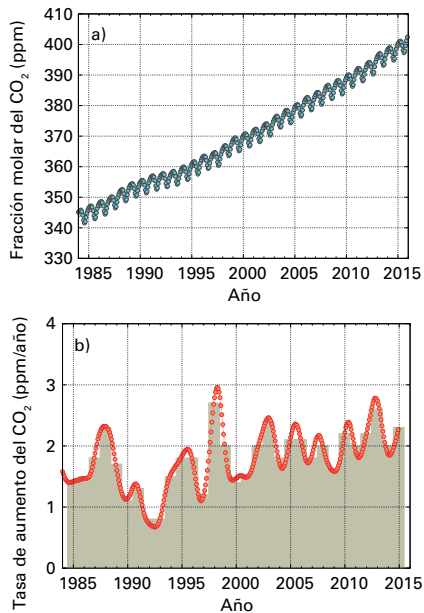 a)
Fracción molar del CO₂ (ppm)
400
390
380
370
360
350
340
330
1985 1990 1995 2000 2005 2010 2015
Año
b)
Tasa de aumento del CO₂ (ppm/año)
4
3
2
1
0
1985 1990 1995 2000 2005 2010 2015
Año